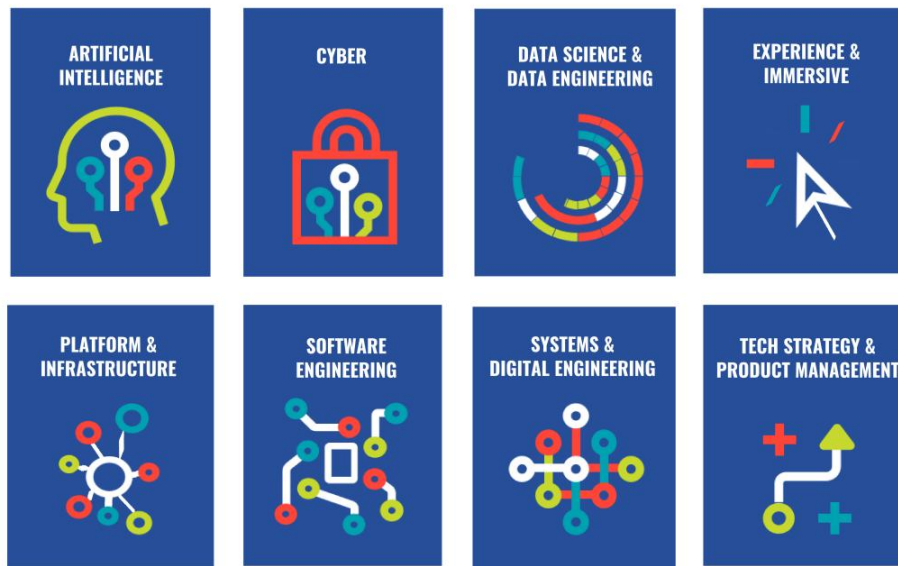 ARTIFICIAL
INTELLIGENCE
CYBER
DATA SCIENCE &
DATA ENGINEERING
EXPERIENCE &
IMMERSIVE
PLATFORM &
INFRASTRUCTURE
SOFTWARE
ENGINEERING
SYSTEMS &
DIGITAL ENGINEERING
TECH STRATEGY &
PRODUCT MANAGEMENT